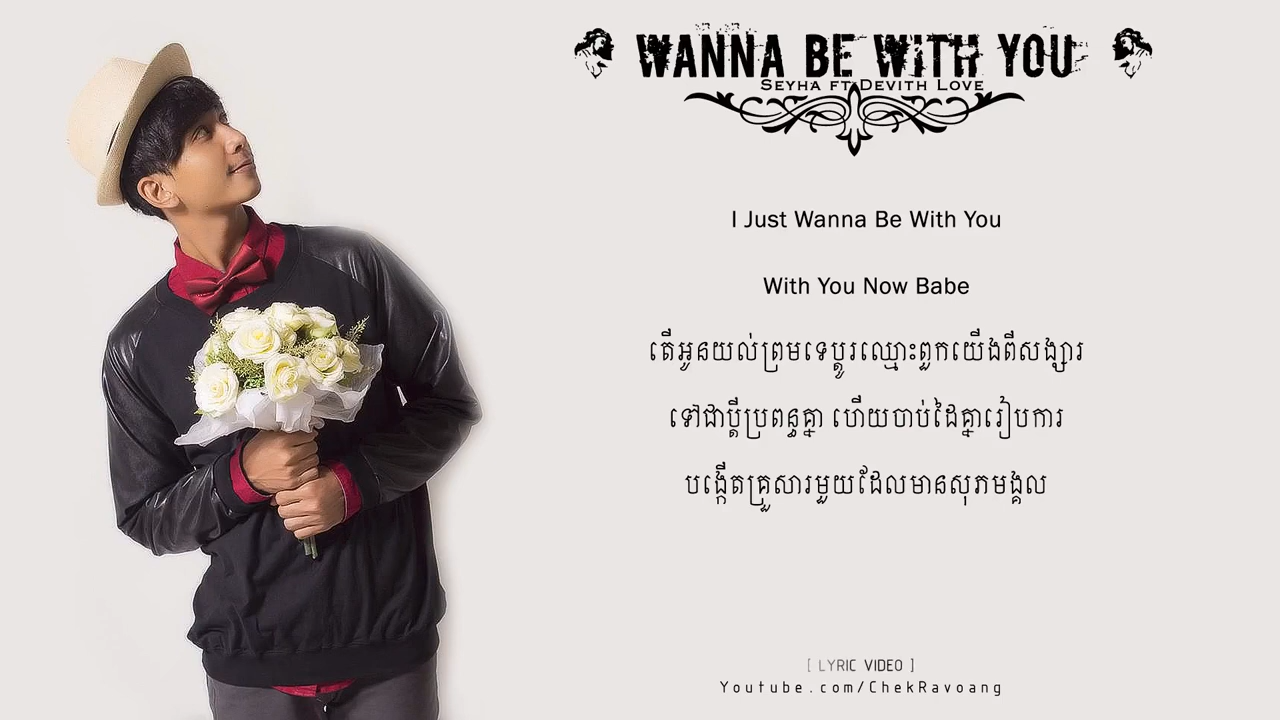 WANNA BE WITH YOU
SEYHA FT DEVITH LOVE
I Just Wanna Be With You
With You Now Babe
តើអូនយល់ព្រមទេប្តូរឈ្មោះពួកយើងពីសង្សារ
ទៅជាប្តីប្រពន្ធគ្នា ហើយចាប់ដៃគ្នារៀបការ
បង្កើតគ្រួសារមួយដែលមានសុភមង្គល
[ LYRIC VIDEO ]
Youtube.com/ChekRavoang